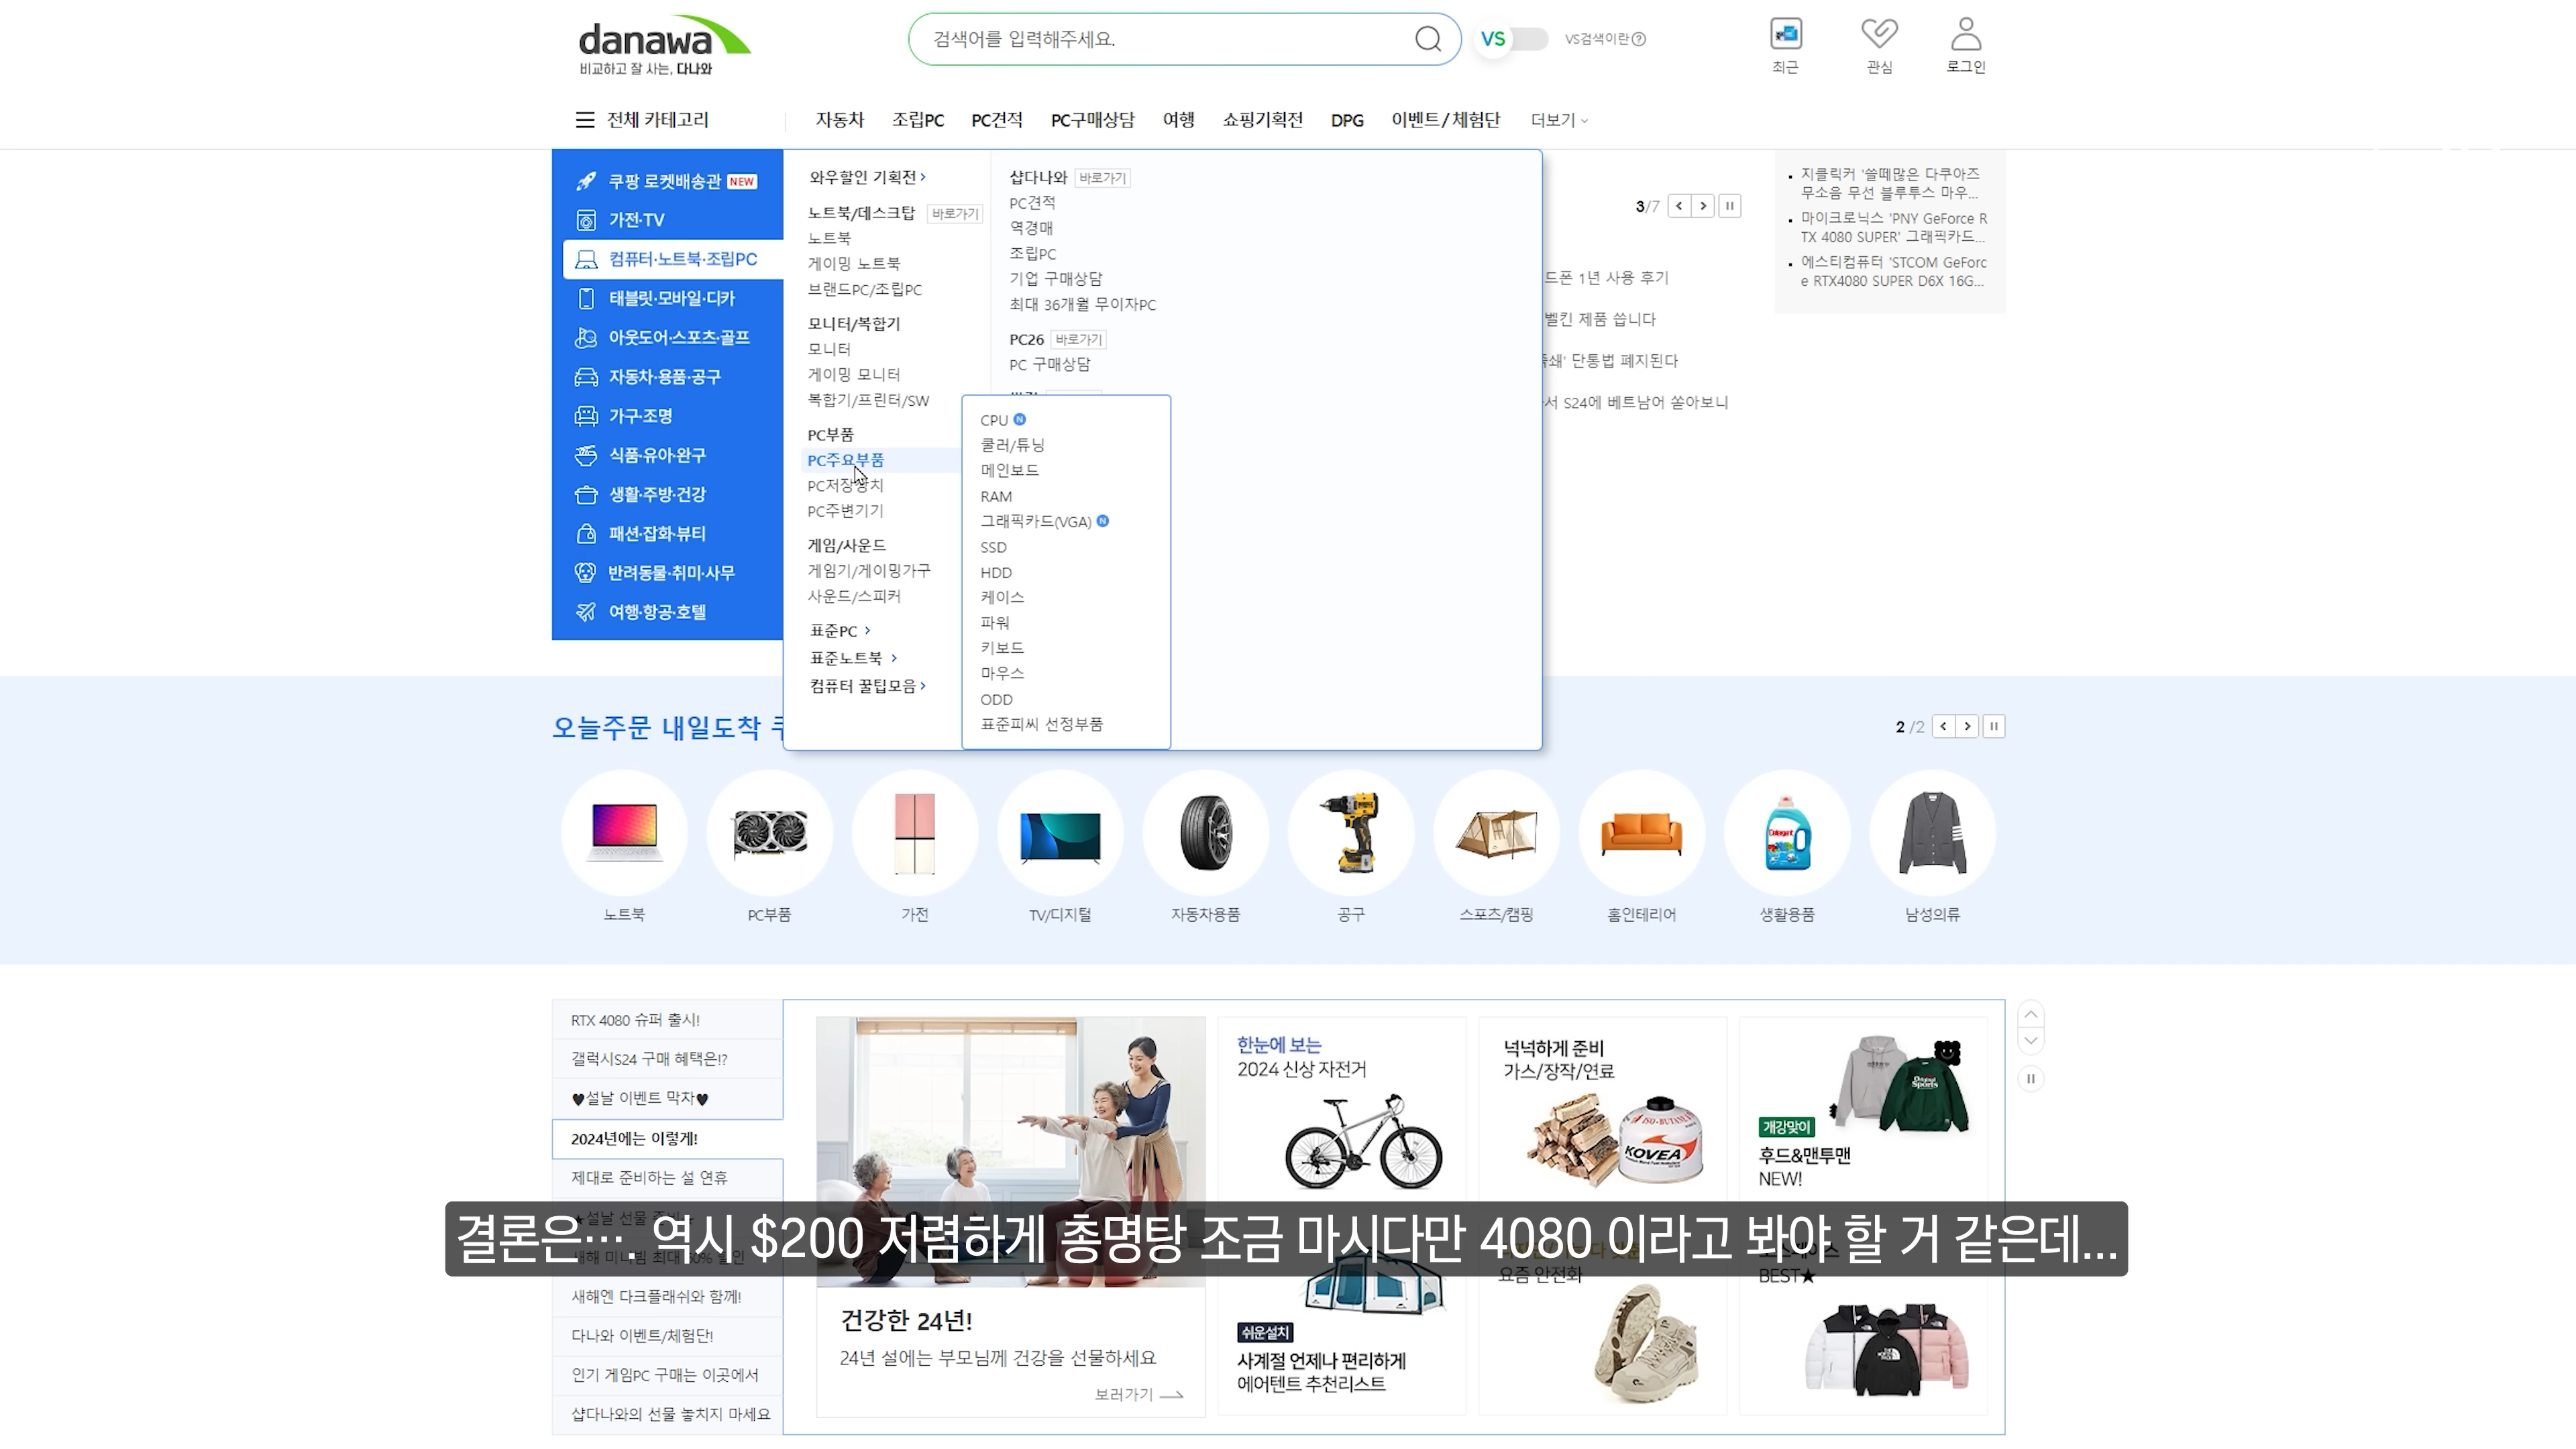 danawa
비교하고 잘 사는, 다나와
검색어를 입력해주세요.
VS
VS검색이란?
최근
관심
로그인
전체 카테고리
자동차
조립PC
PC견적
PC구매상담
여행
쇼핑기획전
DPG
이벤트/체험단
더보기
쿠팡 로켓배송관 NEW
가전·TV
컴퓨터·노트북·조립PC
태블릿·모바일·디카
아웃도어·스포츠·골프
자동차·용품·공구
가구·조명
식품·유아·완구
생활·주방·건강
패션·잡화·뷰티
반려동물·취미·사무
여행·항공·호텔
와우할인 기획전
노트북/데스크탑 바로가기
노트북
게이밍 노트북
브랜드PC/조립PC
모니터/복합기
모니터
게이밍 모니터
복합기/프린터/SW
PC부품
PC주요부품
PC저장장치
PC주변기기
게임/사운드
게임기/게이밍가구
사운드/스피커
표준PC
표준노트북
컴퓨터 꿀팁모음
샵다나와 바로가기
PC견적
역경매
조립PC
기업 구매상담
최대 36개월 무이자PC
PC26 바로가기
PC 구매상담
CPU N
쿨러/튜닝
메인보드
RAM
그래픽카드(VGA) N
SSD
HDD
케이스
파워
키보드
마우스
ODD
표준피씨 선정부품
3/7
드폰 1년 사용 후기
벨킨 제품 씁니다
단통법 폐지된다
서 S24에 베트남어 쏟아보니
지클릭커 '쓸떼많은 다쿠아즈
무소음 무선 블루투스 마우...
마이크로닉스 'PNY GeForce R
TX 4080 SUPER' 그래픽카드...
에스티컴퓨터 'STCOM GeForc
e RTX4080 SUPER D6X 16G...
오늘주문 내일도착
2/2
노트북
PC부품
가전
TV/디지털
자동차용품
공구
스포츠/캠핑
홈인테리어
생활용품
남성의류
RTX 4080 슈퍼 출시!
갤럭시S24 구매 혜택은!?
♥설날 이벤트 막차♥
2024년에는 이렇게!
제대로 준비하는 설 연휴
새해엔 다크플래쉬와 함께!
다나와 이벤트/체험단!
인기 게임PC 구매는 이곳에서
샵다나와의 선물 놓치지 마세요
건강한 24년!
24년 설에는 부모님께 건강을 선물하세요
보러가기
한눈에 보는
2024 신상 자전거
넉넉하게 준비
가스/장작/연료
ISO-BUTANE
KOVEA
개강맞이
후드&맨투맨
NEW!
쉬운설치
사계절 언제나 편리하게
에어텐트 추천리스트
요즘 안전화
BEST★
결론은…. 역시 $200 저렴하게 총명탕 조금 마시다만 4080 이라고 봐야 할 거 같은데...